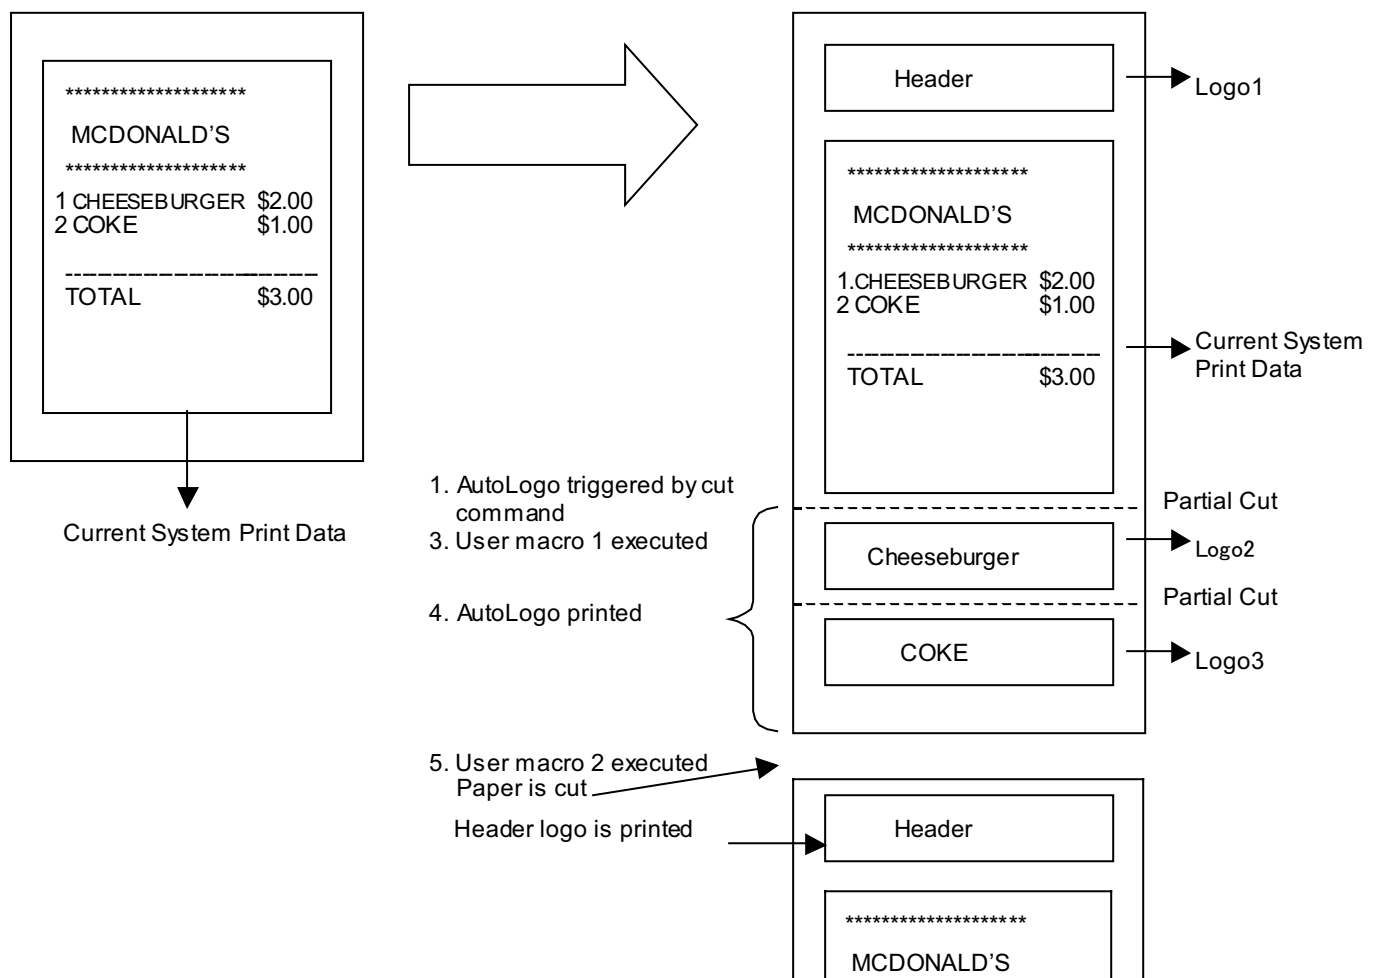 ********************
MCDONALD’S
********************
1 CHEESEBURGER $2.00
2 COKE $1.00
----------------------------------
TOTAL $3.00
Current System Print Data
Header
Logo1
********************
MCDONALD’S
********************
1.CHEESEBURGER $2.00
2 COKE $1.00
----------------------------------
TOTAL $3.00
Current System
Print Data
1. AutoLogo triggered by cut
command
3. User macro 1 executed
4. AutoLogo printed
Partial Cut
Cheeseburger
Logo2
Partial Cut
COKE
Logo3
5. User macro 2 executed
Paper is cut
Header logo is printed
Header
********************
MCDONALD’S